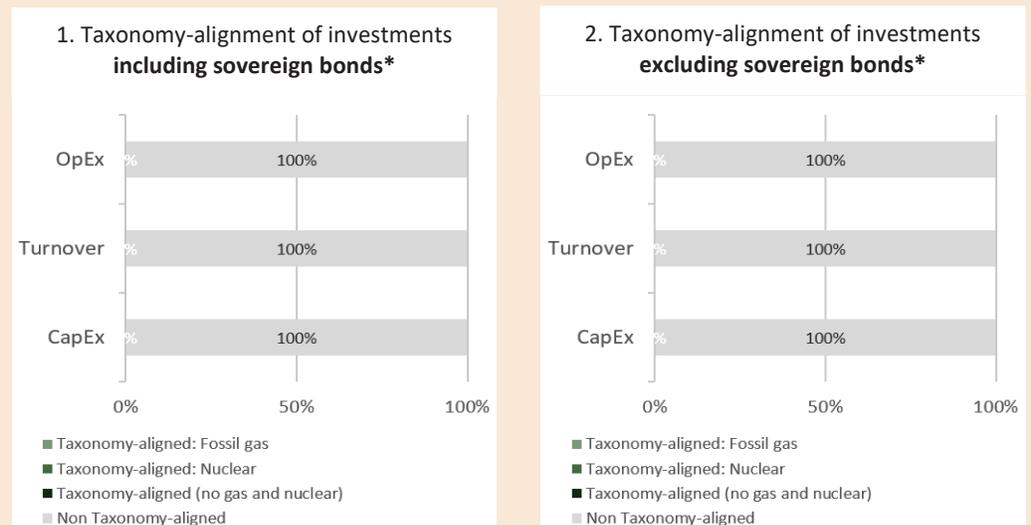 1. Taxonomy-alignment of investments
including sovereign bonds*
OpEx
%
100%
Turnover
%
100%
CapEx
%
100%
0%
50%
100%
Taxonomy-aligned: Fossil gas
Taxonomy-aligned: Nuclear
Taxonomy-aligned (no gas and nuclear)
Non Taxonomy-aligned
2. Taxonomy-alignment of investments
excluding sovereign bonds*
OpEx
%
100%
Turnover
%
100%
CapEx
%
100%
0%
50%
100%
Taxonomy-aligned: Fossil gas
Taxonomy-aligned: Nuclear
Taxonomy-aligned (no gas and nuclear)
Non Taxonomy-aligned